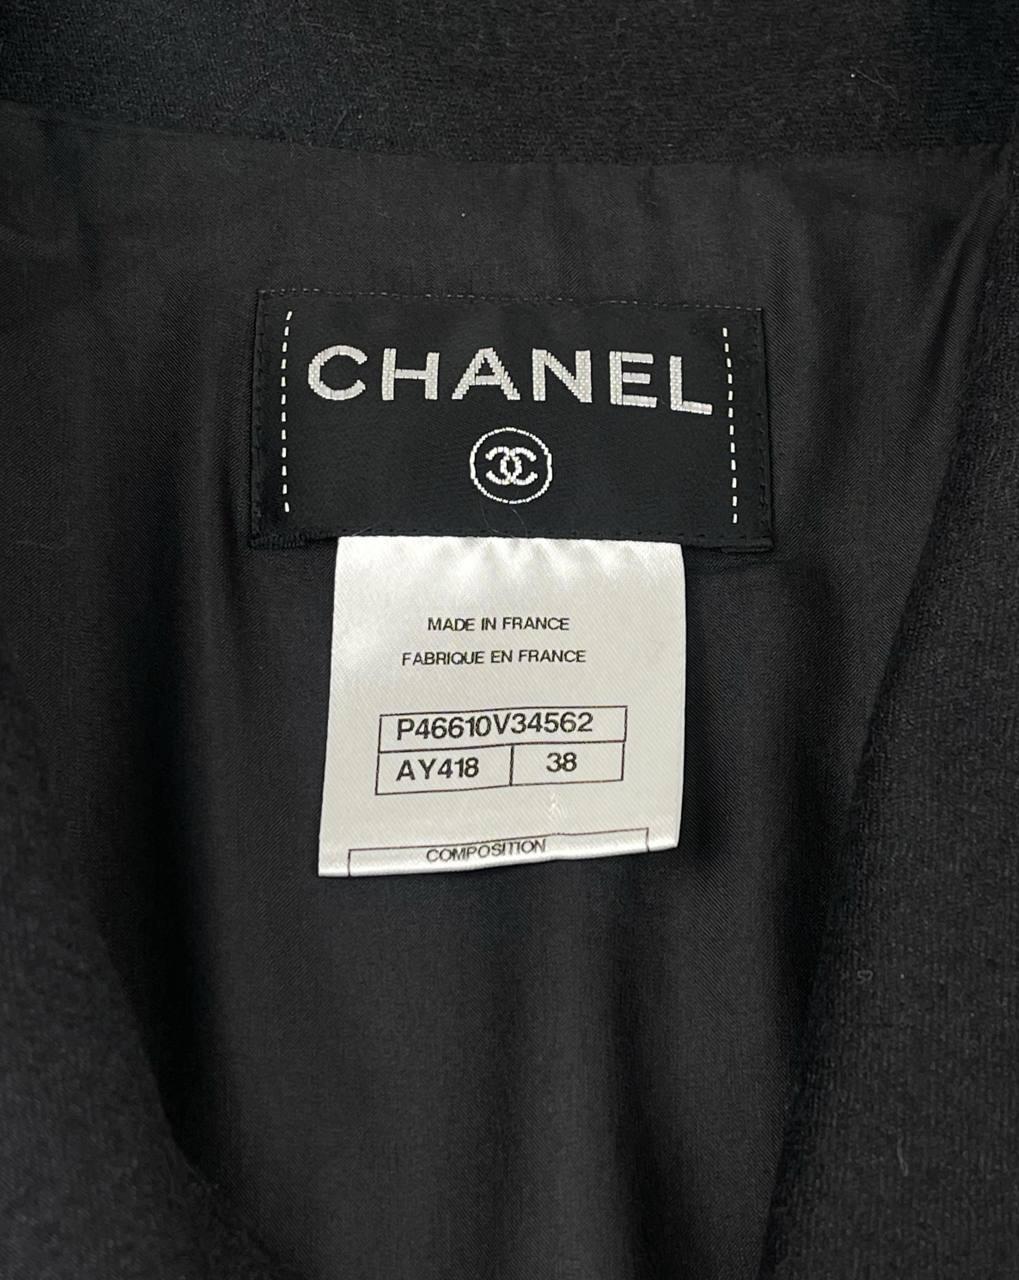 CHANEL
MADE IN FRANCE
FABRIQUE EN FRANCE
P46610V34562
AY418 38
COMPOSITION